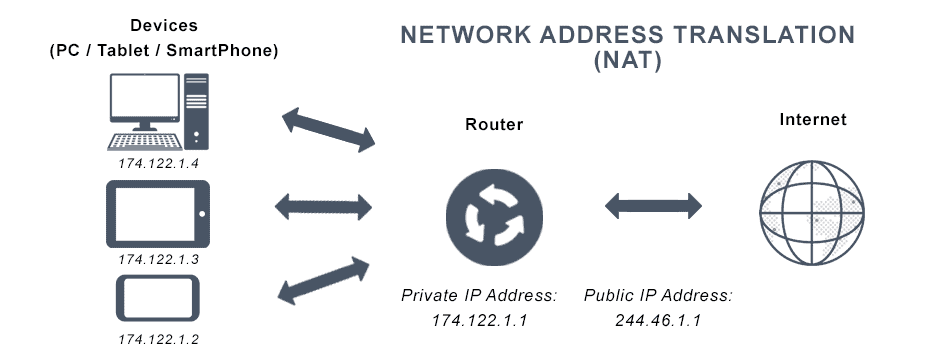 Devices
(PC / Tablet / SmartPhone)
NETWORK ADDRESS TRANSLATION
(NAT)
Router
Internet
174.122.1.4
174.122.1.3
174.122.1.2
Private IP Address:
174.122.1.1
Public IP Address:
244.46.1.1